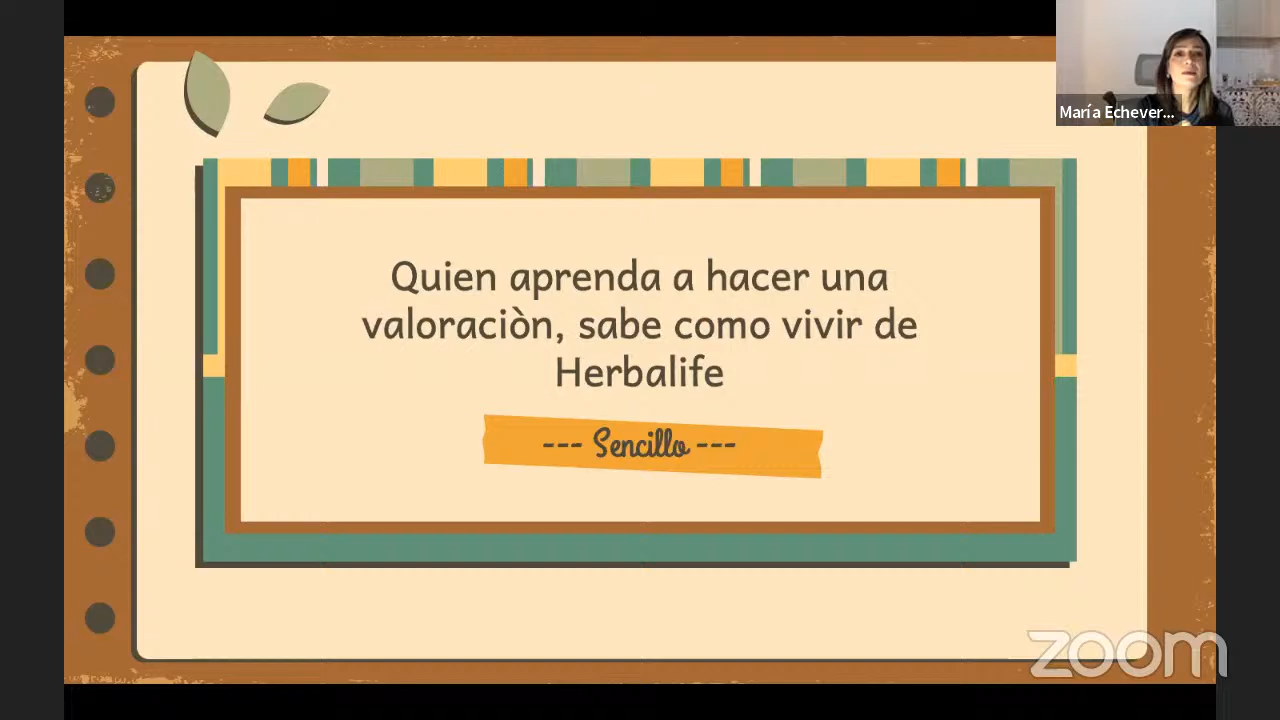 María Echever...
Quien aprenda a hacer una
valoraciòn, sabe como vivir de
Herbalife
--- Sencillo ---
zoom